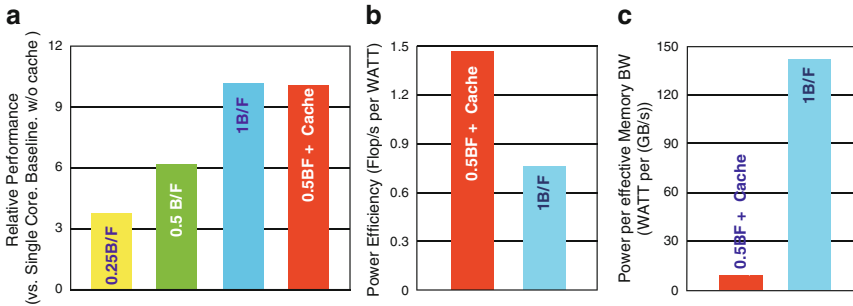 a
Relative Performance
(vs. Single Core. Baseline. w/o cache )
12
9
6
3
0
0.25B/F
0.5 B/F
1B/F
0.5BF + Cache
b
Power Efficiency (Flop/s per WATT)
1.5
1.2
0.9
0.6
0.3
0
0.5BF + Cache
1B/F
c
Power per effective Memory BW
(WATT per (GB/s))
150
120
90
60
30
0
0.5BF + Cache
1B/F